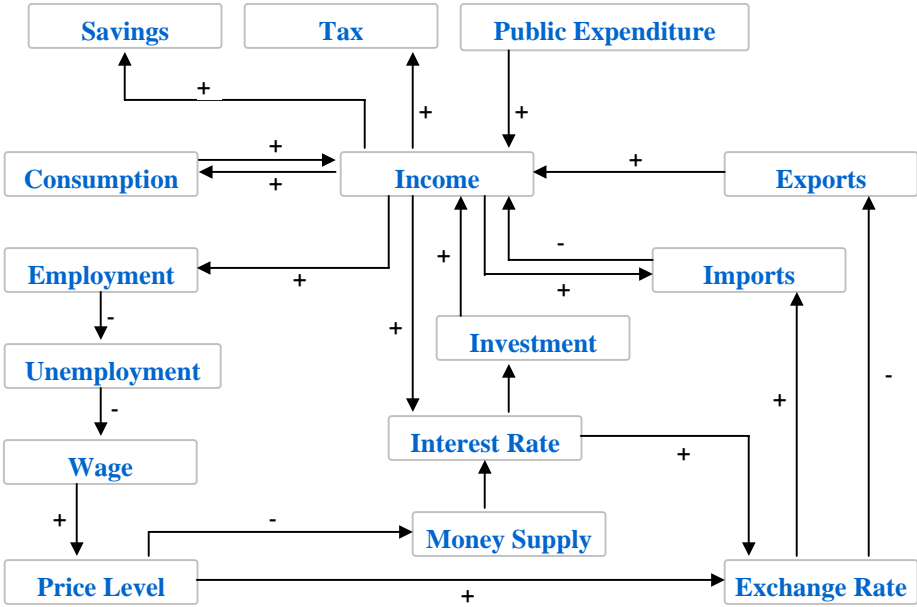 Savings
Tax
Public Expenditure
+
+
+
+
+
+
Consumption
Income
Exports
-
+
Employment
+
+
Imports
-
+
Investment
Unemployment
-
-
+
Interest Rate
+
Wage
+
-
Money Supply
Price Level
+
Exchange Rate